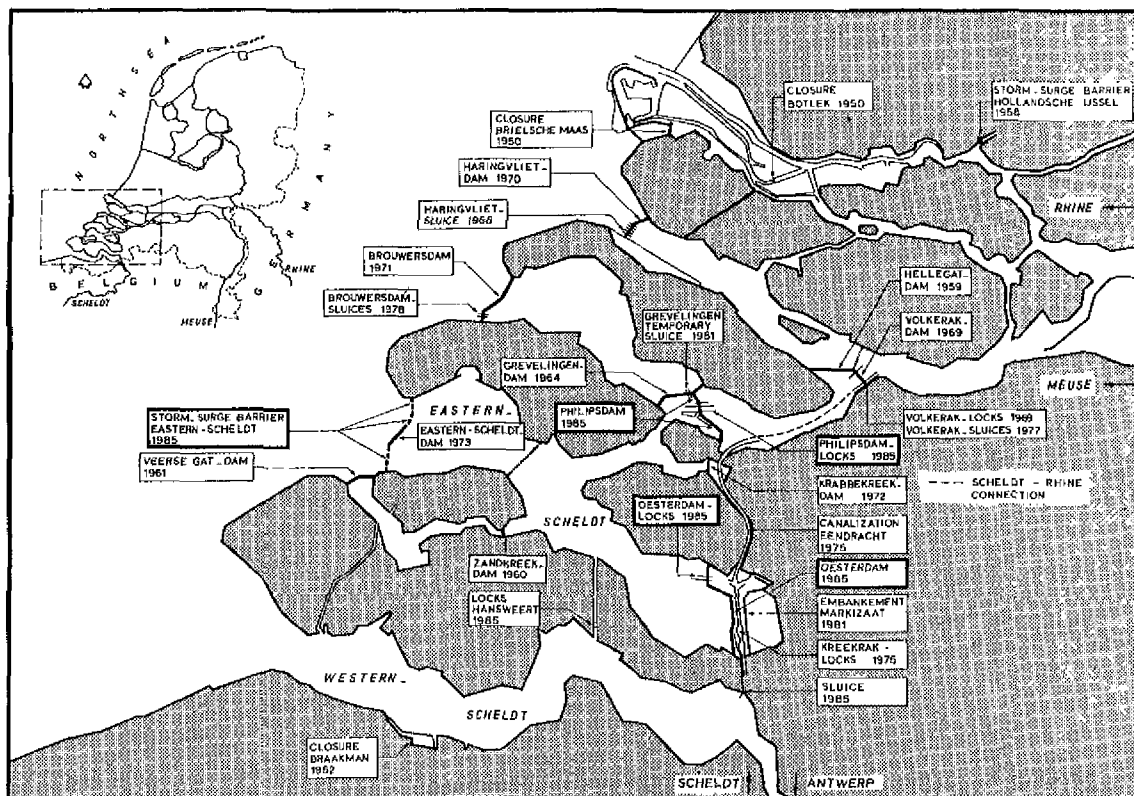 NORTH SEA
GERMANY
BELGIUM
RHINE
SCHELDT
MEUSE
CLOSURE
BOTLEK 1950
STORM-SURGE BARRIER
HOLLANDSCHE IJSSEL
1958
CLOSURE
BRIELSCHE MAAS
1950
HARINGVLIET-
DAM 1970
HARINGVLIET-
SLUICE 1968
RHINE
BROUWERSDAM
1971
BROUWERSDAM-
SLUICES 1978
HELLEGAT-
DAM 1959
VOLKERAK-
DAM 1969
GREVELINGEN
TEMPORARY
SLUICE 1981
GREVELINGEN-
DAM 1964
MEUSE
STORM-SURGE BARRIER
EASTERN-SCHELDT
1985
EASTERN-
EASTERN-SCHELDT-
DAM 1973
PHILIPSDAM
1985
VOLKERAK-LOCKS 1969
VOLKERAK-SLUICES 1977
VEERSE GAT-DAM
1961
PHILIPSDAM-
LOCKS 1985
KRABBEKREEK-
DAM 1972
SCHELDT - RHINE
CONNECTION
OESTERDAM-
LOCKS 1985
SCHELDT
CANALIZATION
EENDRACHT
1975
ZANDKREEK-
DAM 1960
OESTERDAM
1985
LOCKS
HANSWEERT
1985
EMBANKEMENT
MARKIZAAT
1981
KREEKRAK-
LOCKS 1975
WESTERN-
SCHELDT
SLUICE
1985
CLOSURE
BRAAKMAN
1952
SCHELDT
ANTWERP